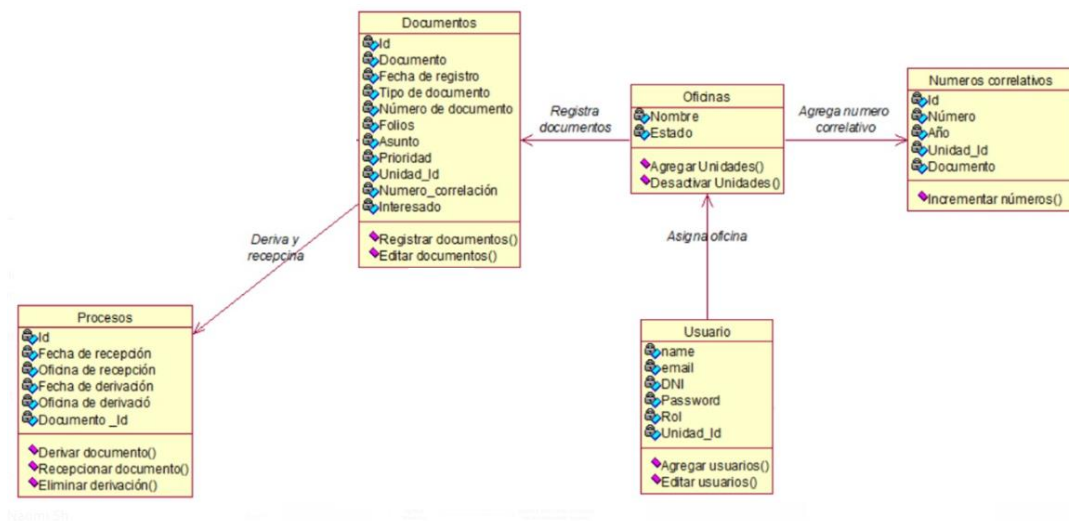 Documentos
Id
Documento
Fecha de registro
Tipo de documento
Número de documento
Folios
Asunto
Prioridad
Unidad_Id
Numero_correlación
Interesado
Registrar documentos()
Editar documentos()
Registra
documentos
Oficinas
Nombre
Estado
Agregar Unidades()
Desactivar Unidades()
Agrega numero
correlativo
Numeros correlativos
Id
Número
Año
Unidad_Id
Documento
Incrementar números()
Deriva y
recepcina
Asigna oficina
Procesos
Id
Fecha de recepción
Oficina de recepción
Fecha de derivación
Oficina de derivació
Documento _Id
Derivar documento()
Recepcionar documento()
Eliminar derivación()
Usuario
name
email
DNI
Password
Rol
Unidad_Id
Agregar usuarios()
Editar usuarios()